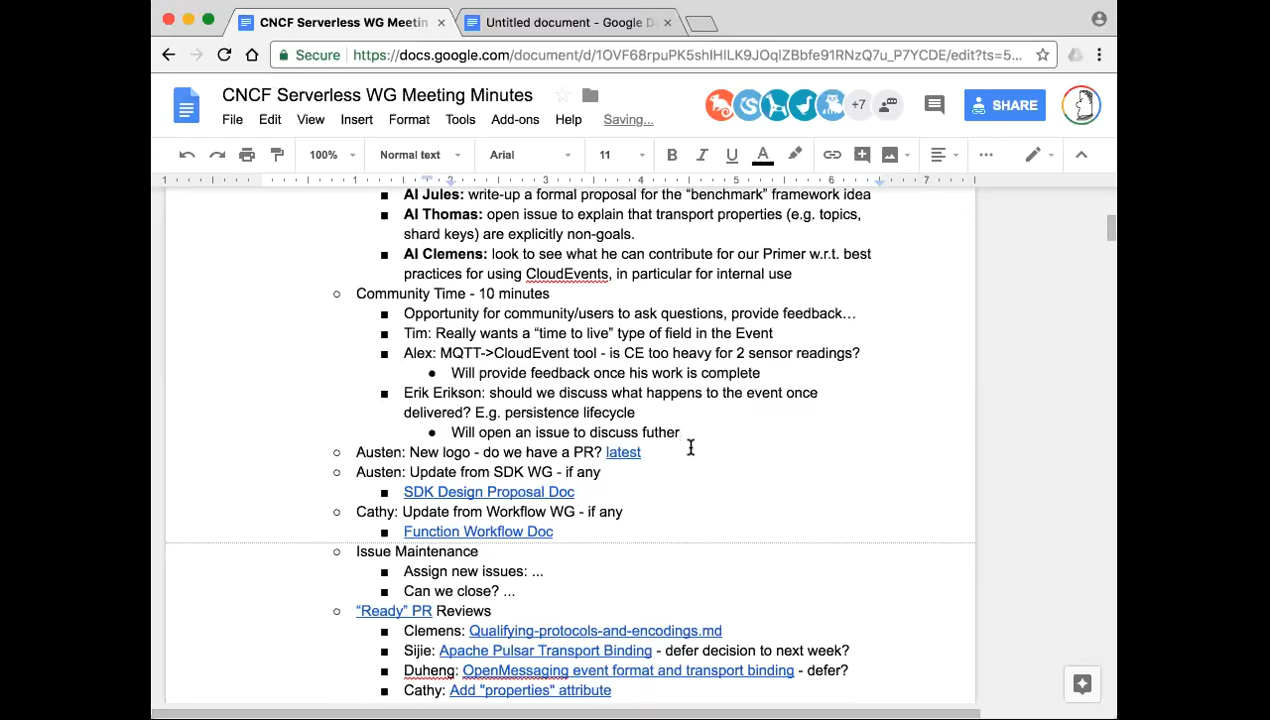 CNCF Serverless WG Meetin
Untitled document - Google D
Secure
https://docs.google.com/document/d/1OVF68rpuPK5shIHlLK9JOqlZBbfe91RNzQ7u_P7YCDE/edit?ts=5...
CNCF Serverless WG Meeting Minutes
+7
SHARE
File Edit View Insert Format Tools Add-ons Help Saving...
100% Normal text Arial 11 B I U A
1 1 2 3 4 5 6 7
AI Jules: write-up a formal proposal for the “benchmark” framework idea
AI Thomas: open issue to explain that transport properties (e.g. topics,
shard keys) are explicitly non-goals.
AI Clemens: look to see what he can contribute for our Primer w.r.t. best
practices for using CloudEvents, in particular for internal use
Community Time - 10 minutes
Opportunity for community/users to ask questions, provide feedback…
Tim: Really wants a “time to live” type of field in the Event
Alex: MQTT->CloudEvent tool - is CE too heavy for 2 sensor readings?
Will provide feedback once his work is complete
Erik Erikson: should we discuss what happens to the event once
delivered? E.g. persistence lifecycle
Will open an issue to discuss futher
Austen: New logo - do we have a PR? latest
Austen: Update from SDK WG - if any
SDK Design Proposal Doc
Cathy: Update from Workflow WG - if any
Function Workflow Doc
Issue Maintenance
Assign new issues: ...
Can we close? ...
“Ready” PR Reviews
Clemens: Qualifying-protocols-and-encodings.md
Sijie: Apache Pulsar Transport Binding - defer decision to next week?
Duheng: OpenMessaging event format and transport binding - defer?
Cathy: Add "properties" attribute